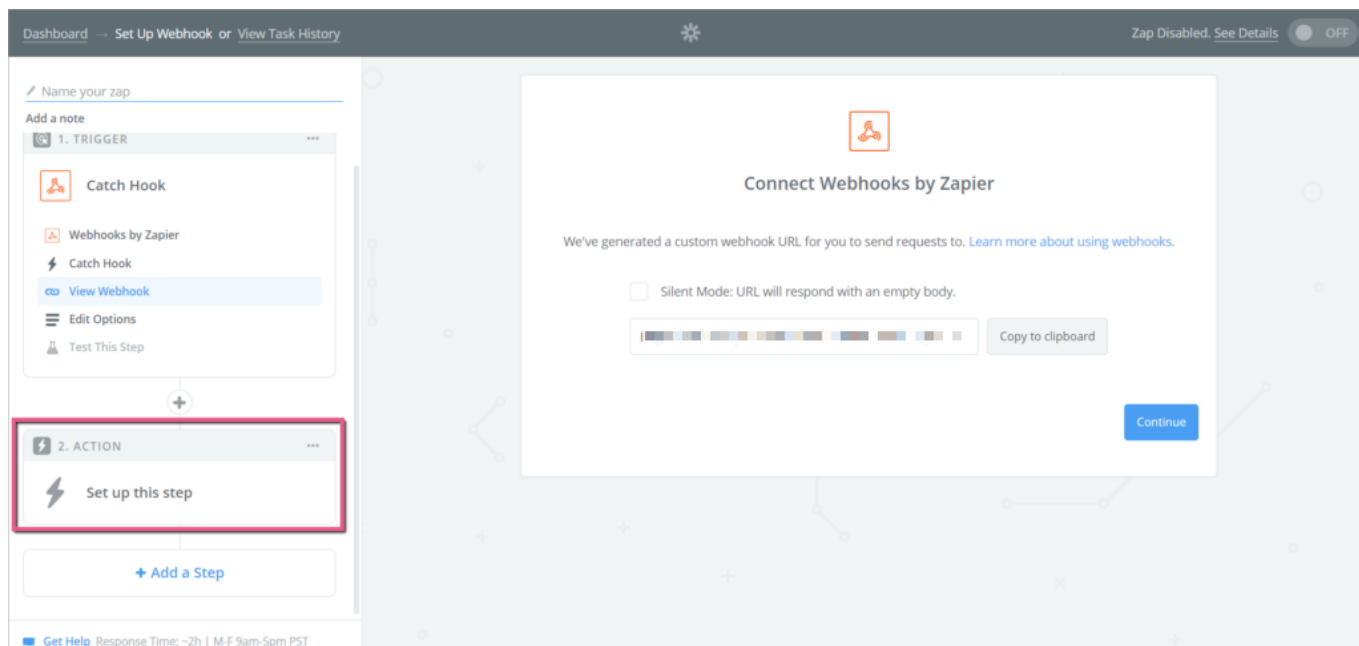 Dashboard → Set Up Webhook or View Task History
Zap Disabled. See Details OFF
Name your zap
Add a note
1. TRIGGER
Catch Hook
Webhooks by Zapier
Catch Hook
View Webhook
Edit Options
Test This Step
2. ACTION
Set up this step
+ Add a Step
Get Help Response Time: ~2h | M-F 9am-5pm PST
Connect Webhooks by Zapier
We've generated a custom webhook URL for you to send requests to. Learn more about using webhooks.
Silent Mode: URL will respond with an empty body.
Copy to clipboard
Continue